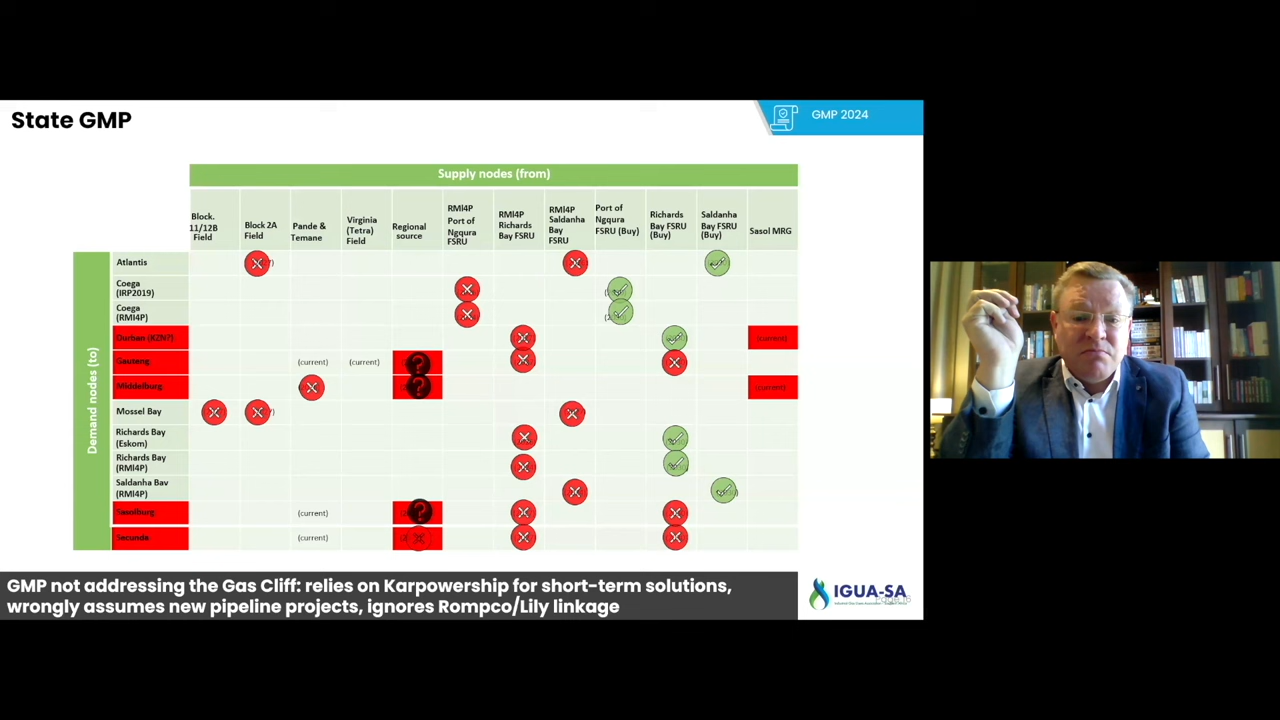 State GMP
GMP 2024
Supply nodes (from)
Block.
11/12B
Field
Block 2A
Field
Pande &
Temane
Virginia
(Tetra)
Field
Regional
source
RMI4P
Port of
Ngqura
FSRU
RMI4P
Richards
Bay FSRU
RMI4P
Saldanha
Bay
FSRU
Port of
Ngqura
FSRU (Buy)
Richards
Bay FSRU
(Buy)
Saldanha
Bay FSRU
(Buy)
Sasol MRG
Demand nodes (to)
Atlantis
Coega
(IRP2019)
Coega
(RMI4P)
Durban (KZN?)
(current)
Gauteng
(current)
(current)
Middelburg
(current)
Mossel Bay
Richards Bay
(Eskom)
Richards Bay
(RMI4P)
Saldanha Bay
(RMI4P)
(current)
Secunda
(current)
GMP not addressing the Gas Cliff: relies on Karpowership for short-term solutions,
wrongly assumes new pipeline projects, ignores Rompco/Lily linkage
IGUA-SA